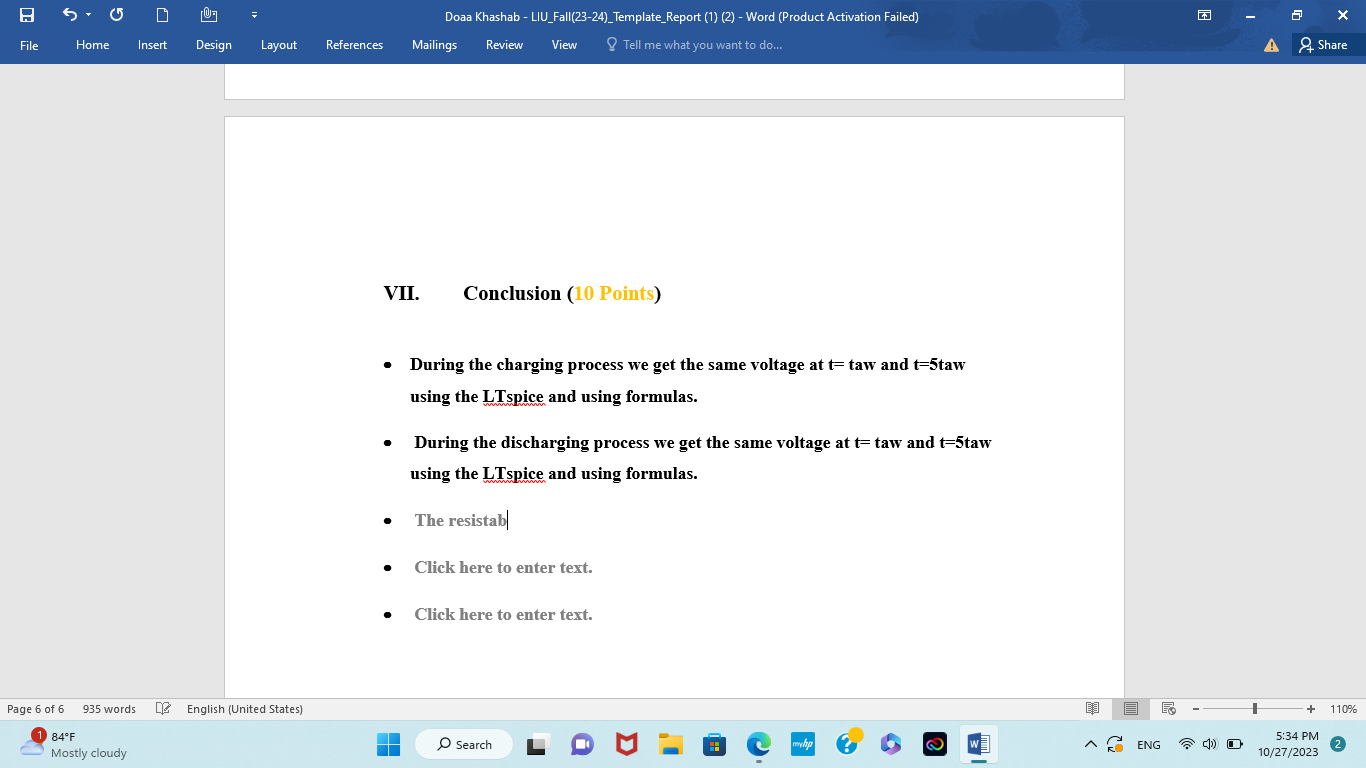 Doaa Khashab - LIU_Fall(23-24)_Template_Report (1) (2) - Word (Product Activation Failed)
File Home Insert Design Layout References Mailings Review View Tell me what you want to do... Share
VII. Conclusion (10 Points)
• During the charging process we get the same voltage at t= taw and t=5taw
using the LTspice and using formulas.
• During the discharging process we get the same voltage at t= taw and t=5taw
using the LTspice and using formulas.
• The resistab
• Click here to enter text.
• Click here to enter text.
Page 6 of 6 935 words English (United States) 110%
1 84°F
Mostly cloudy
Search
myhp
ENG
5:34 PM
10/27/2023
2